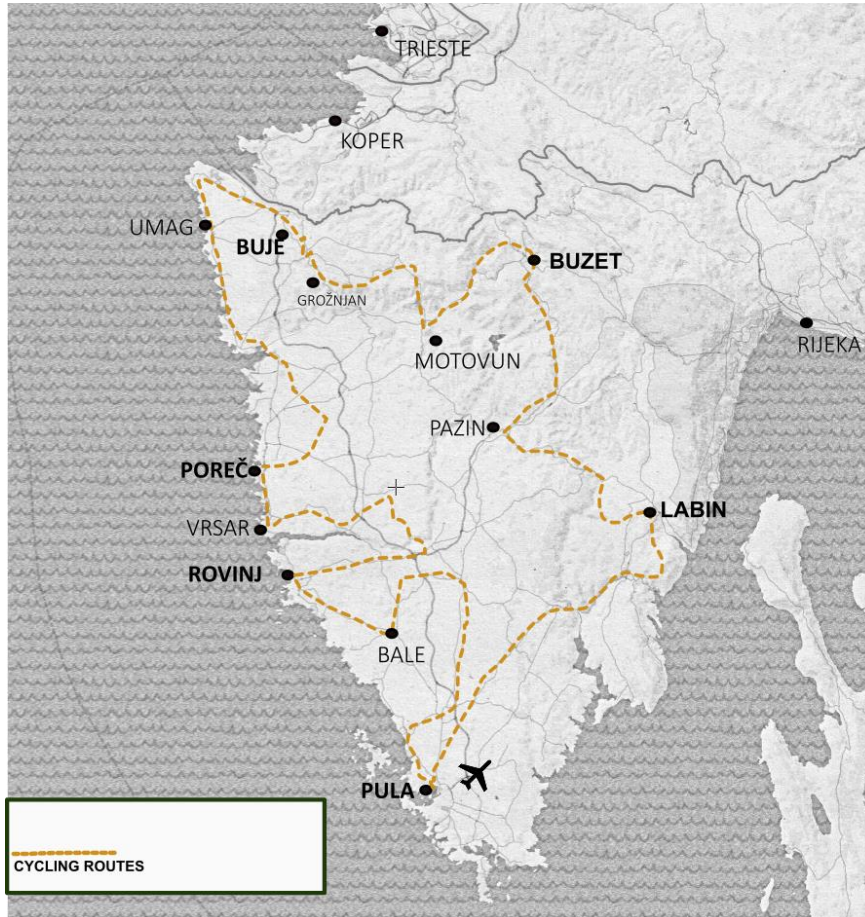 TRIESTE
KOPER
UMAG
BUJE
BUZET
GROŽNJAN
RIJEKA
MOTOVUN
PAZIN
POREČ
LABIN
VRSAR
ROVINJ
BALE
PULA
CYCLING ROUTES